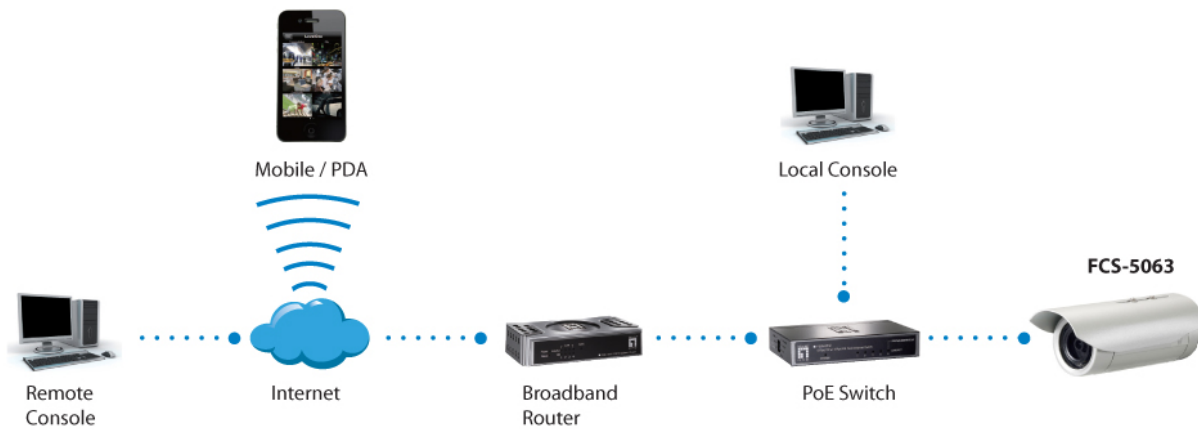 Mobile / PDA
Local Console
FCS-5063
Remote
Console
Internet
Broadband
Router
PoE Switch